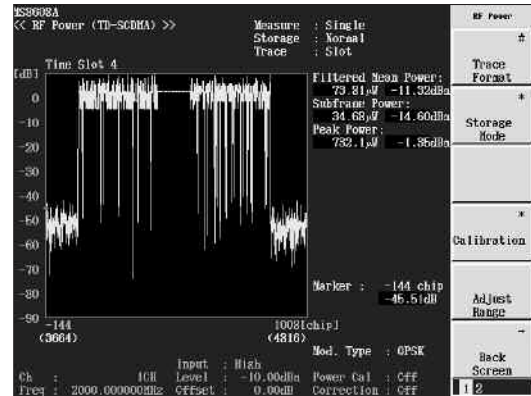 MS8608A
<< RF Power (TD-SCDMA) >>
Measure : Single
Storage : Normal
Trace : Slot
Time Slot 4
[dB]
0
-10
-20
-30
-40
-50
-60
-70
-80
-90
-144
(3664)
1008[chip]
(4816)
Filtered Mean Power:
73.81µW -11.32dBm
Subframe Power:
34.68µW -14.60dBm
Peak Power:
732.1µW -1.35dBm
Marker : -144 chip
-45.51dB
Mod. Type : QPSK
Ch : 1CH
Freq : 2000.000000MHz
Input : High
Level : -10.00dBm
Offset : 0.00dB
Power Cal : Off
Correction : Off
RF Power
#
Trace
Format
*
Storage
Mode
*
Calibration
Adjust
Range
→
Back
Screen
1 2